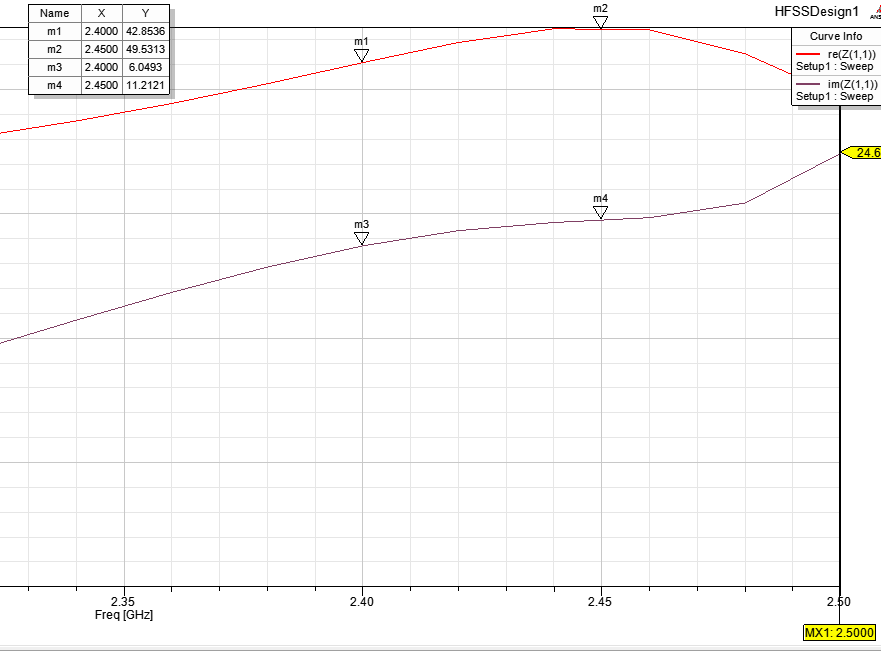 HFSSDesign1
ANS
Name X Y
m1 2.4000 42.8536
m2 2.4500 49.5313
m3 2.4000 6.0493
m4 2.4500 11.2121
m1
m2
m3
m4
Curve Info
re(Z(1,1))
Setup1 : Sweep
im(Z(1,1))
Setup1 : Sweep
24.6
2.35
2.40
2.45
2.50
Freq [GHz]
MX1: 2.5000